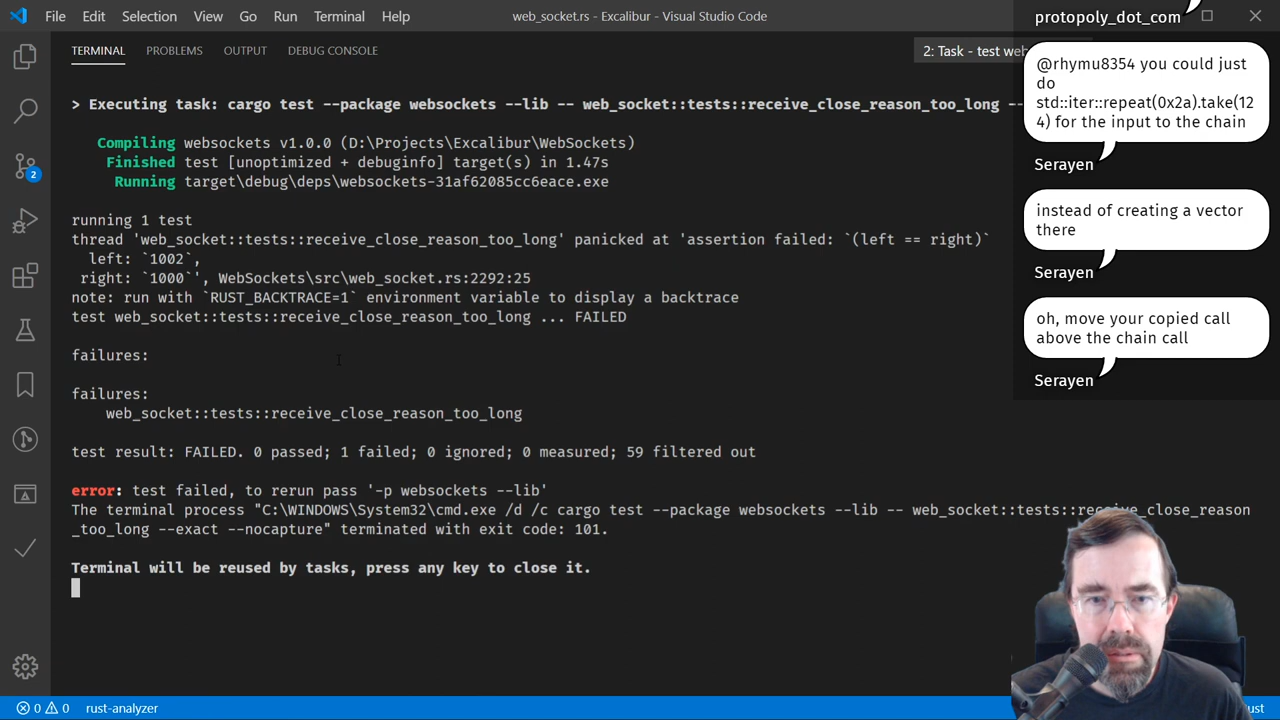 File Edit Selection View Go Run Terminal Help
web_socket.rs - Excalibur - Visual Studio Code
TERMINAL PROBLEMS OUTPUT DEBUG CONSOLE
2: Task - test web
> Executing task: cargo test --package websockets --lib -- web_socket::tests::receive_close_reason_too_long --
Compiling websockets v1.0.0 (D:\Projects\Excalibur\WebSockets)
Finished test [unoptimized + debuginfo] target(s) in 1.47s
Running target\debug\deps\websockets-31af62085cc6eace.exe
running 1 test
thread 'web_socket::tests::receive_close_reason_too_long' panicked at 'assertion failed: `(left == right)`
left: `1002`,
right: `1000`', WebSockets\src\web_socket.rs:2292:25
note: run with `RUST_BACKTRACE=1` environment variable to display a backtrace
test web_socket::tests::receive_close_reason_too_long ... FAILED
failures:
failures:
web_socket::tests::receive_close_reason_too_long
test result: FAILED. 0 passed; 1 failed; 0 ignored; 0 measured; 59 filtered out
error: test failed, to rerun pass '-p websockets --lib'
The terminal process "C:\WINDOWS\System32\cmd.exe /d /c cargo test --package websockets --lib -- web_socket::tests::receive_close_reason
_too_long --exact --nocapture" terminated with exit code: 101.
Terminal will be reused by tasks, press any key to close it.
2
0 0 rust-analyzer
ust
protopoly_dot_com
@rhymu8354 you could just
do
std::iter::repeat(0x2a).take(12
4) for the input to the chain
Serayen
instead of creating a vector
there
Serayen
oh, move your copied call
above the chain call
Serayen